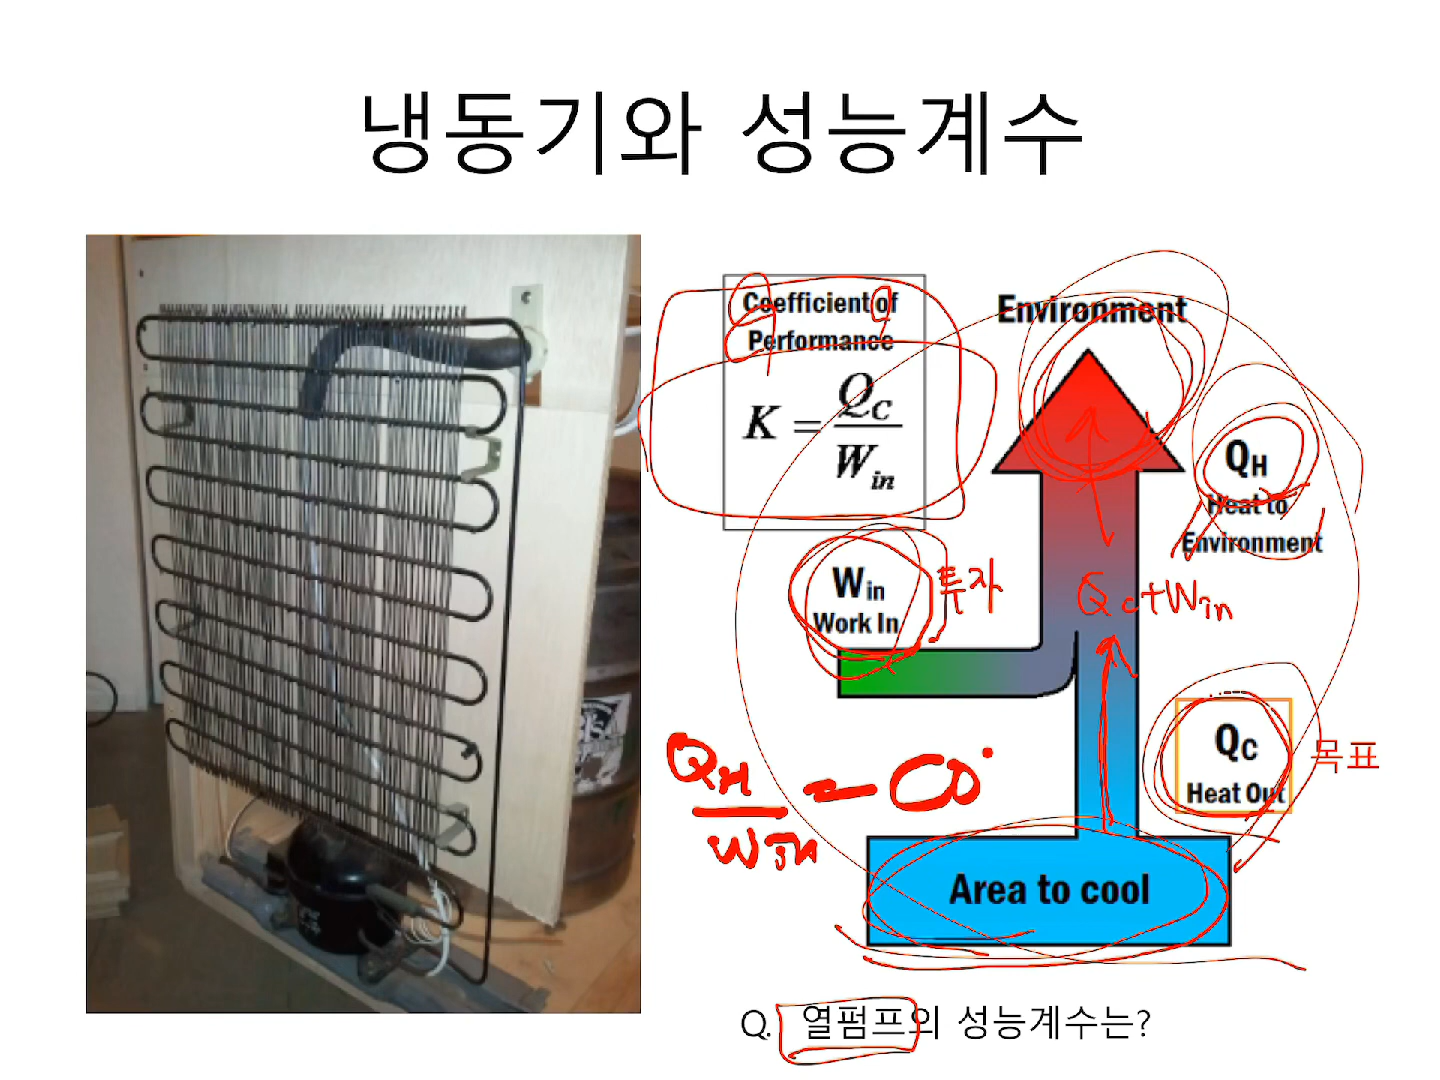 냉동기와 성능계수
Coefficient of
Performance
K = Qc / Win
Environment
QH
Heat to
Environment
Win
Work In
투자
Qc+Win
QH / Win = ∞
Qc
Heat Out
목표
Area to cool
Q. 열펌프의 성능계수는?